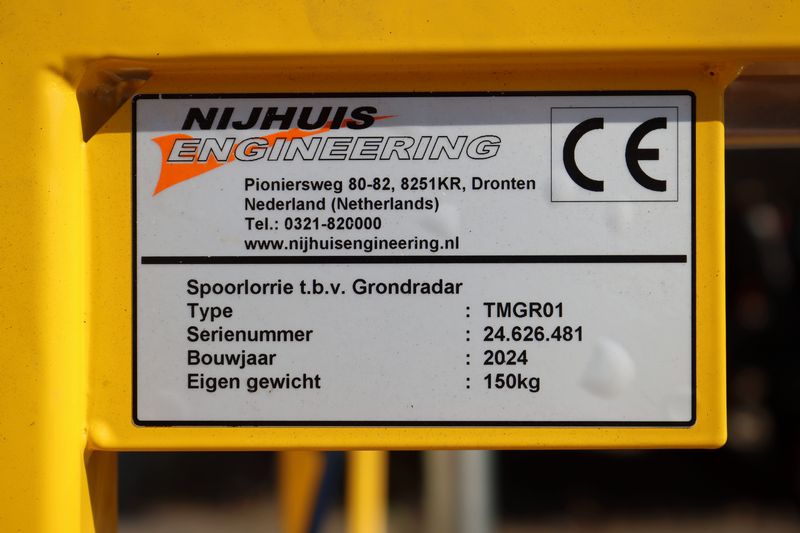 NIJHUIS
ENGINEERING
CE
Pioniersweg 80-82, 8251KR, Dronten
Nederland (Netherlands)
Tel.: 0321-820000
www.nijhuisengineering.nl
Spoorlorrie t.b.v. Grondradar
Type : TMGR01
Serienummer : 24.626.481
Bouwjaar : 2024
Eigen gewicht : 150kg